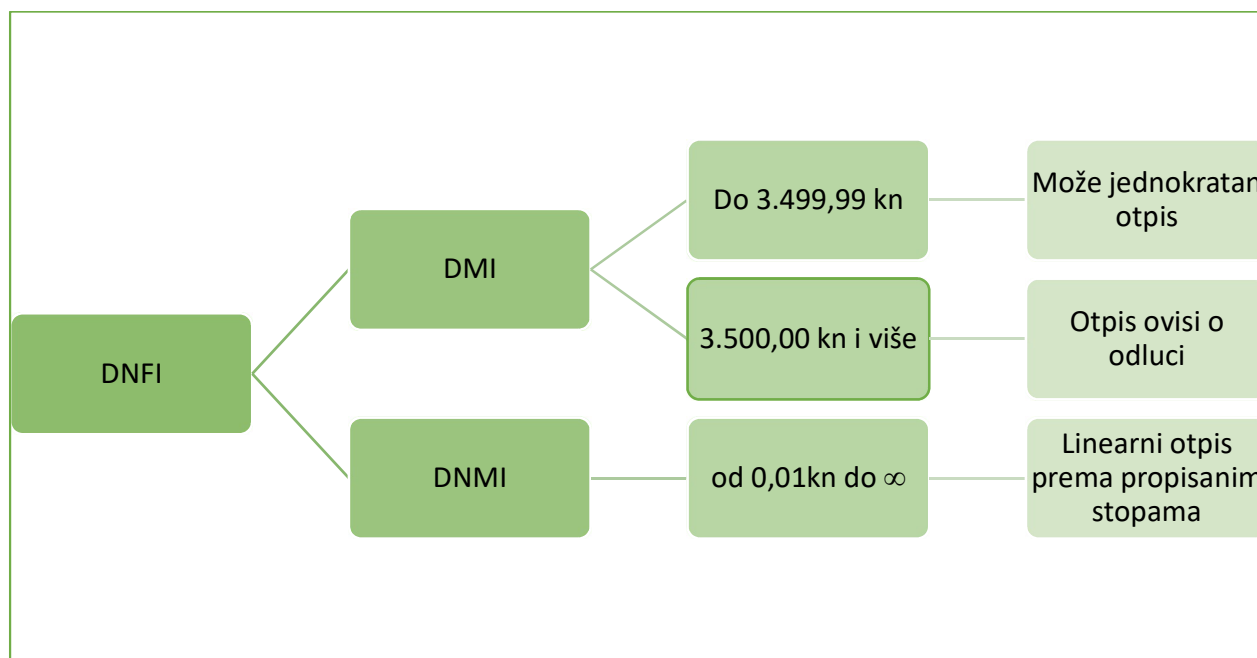 DNFI
DMI
Do 3.499,99 kn
Može jednokratan
otpis
3.500,00 kn i više
Otpis ovisi o
odluci
DNMI
od 0,01kn do ∞
Linearni otpis
prema propisanim
stopama